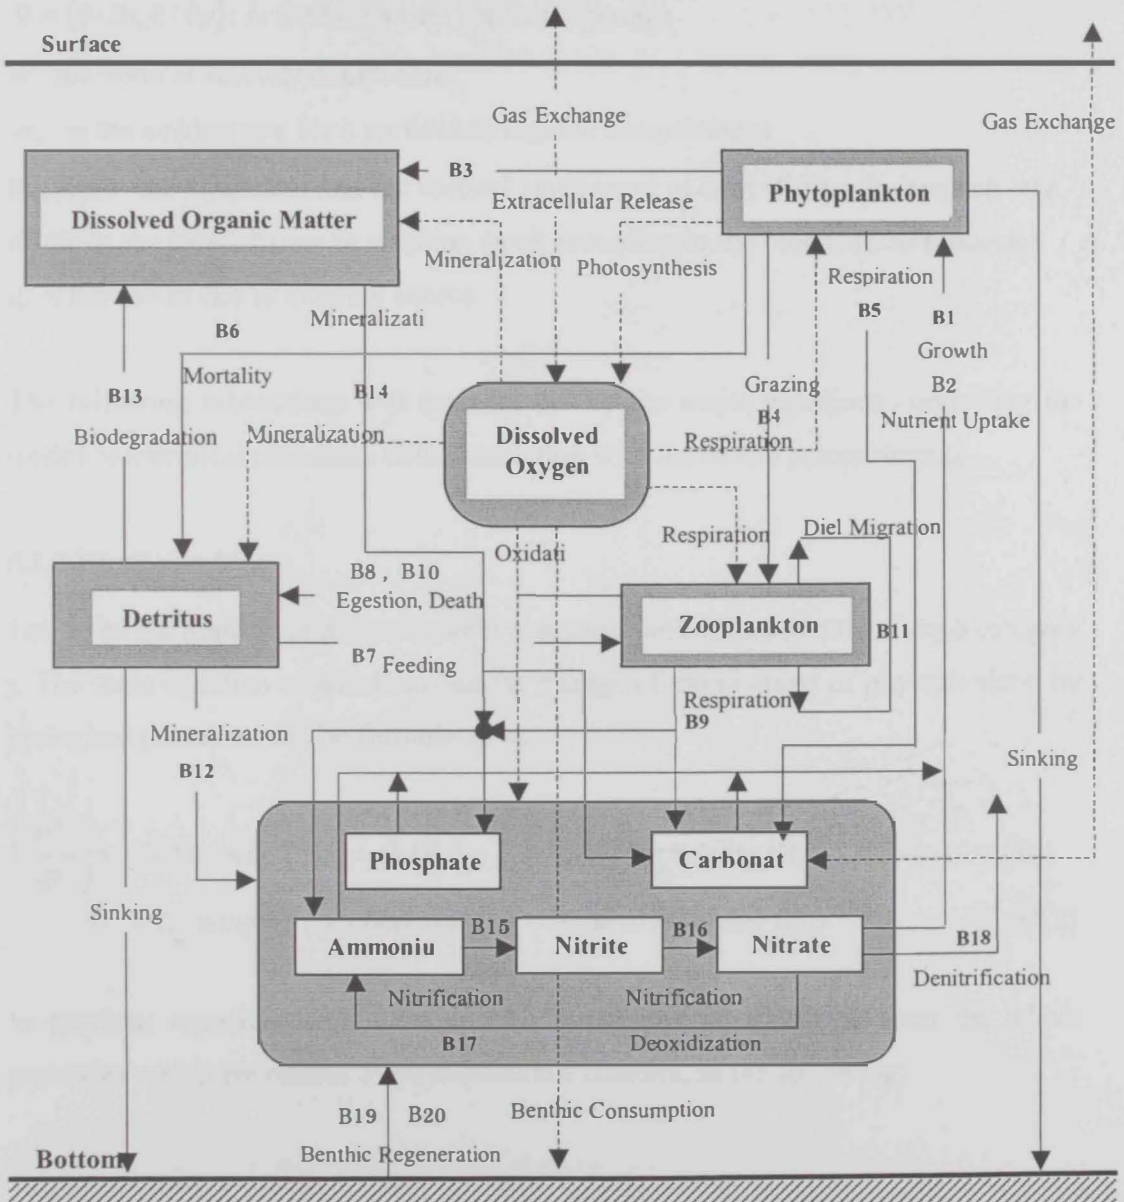 Surface
Gas Exchange
Gas Exchange
B3
Extracellular Release
Phytoplankton
Dissolved Organic Matter
Mineralization
Photosynthesis
Respiration
Mineralizati
B5
B1
B6
Growth
B13
Mortality
B14
Grazing
B2
B4
Nutrient Uptake
Biodegradation
Mineralization
Dissolved
Oxygen
Respiration
Respiration
Diel Migration
Oxidati
B8 , B10
Egestion, Death
Detritus
Zooplankton
B11
B7 Feeding
Respiration
B9
Mineralization
B12
Sinking
Phosphate
Carbonat
Sinking
Ammoniu
B15
Nitrite
B16
Nitrate
B18
Denitrification
Nitrification
Nitrification
B17
Deoxidization
B19
B20
Benthic Consumption
Benthic Regeneration
Bottom